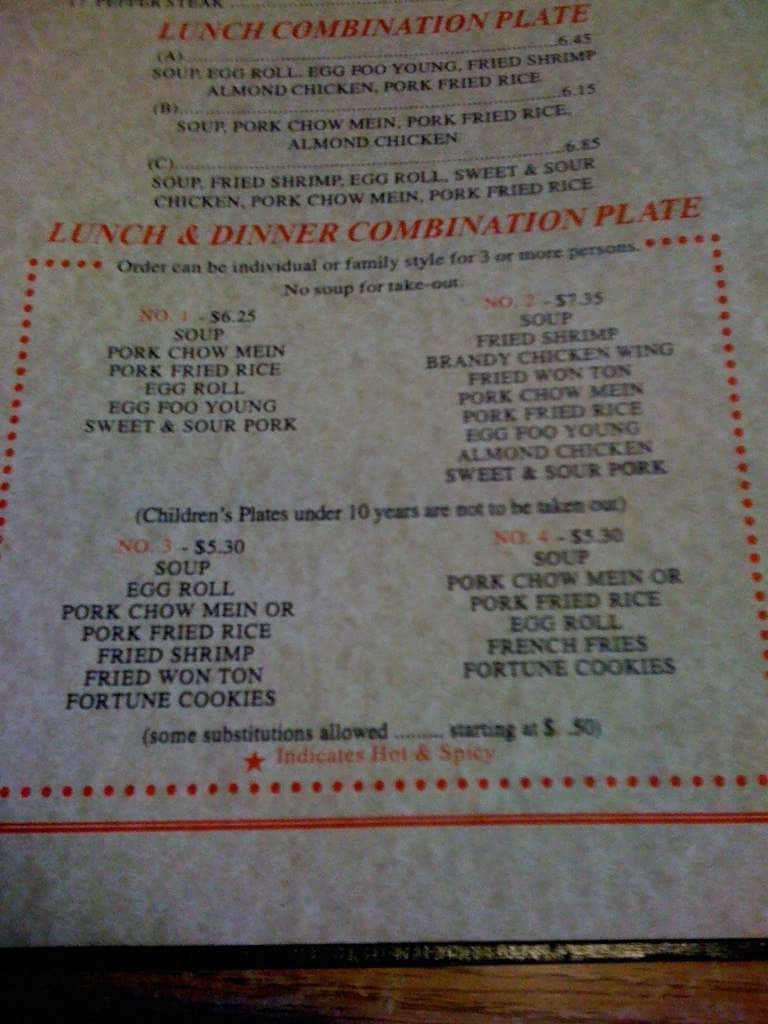 17. PEPPER STEAK
LUNCH COMBINATION PLATE
(A)..........6.45
SOUP, EGG ROLL, EGG FOO YOUNG, FRIED SHRIMP
ALMOND CHICKEN, PORK FRIED RICE
(B)..........6.15
SOUP, PORK CHOW MEIN, PORK FRIED RICE,
ALMOND CHICKEN
(C)..........6.85
SOUP, FRIED SHRIMP, EGG ROLL, SWEET & SOUR
CHICKEN, PORK CHOW MEIN, PORK FRIED RICE
LUNCH & DINNER COMBINATION PLATE
Order can be individual or family style for 3 or more persons.
No soup for take-out.
NO. 1 - $6.25
SOUP
PORK CHOW MEIN
PORK FRIED RICE
EGG ROLL
EGG FOO YOUNG
SWEET & SOUR PORK
NO. 2 - $7.35
SOUP
FRIED SHRIMP
BRANDY CHICKEN WING
FRIED WON TON
PORK CHOW MEIN
PORK FRIED RICE
EGG FOO YOUNG
ALMOND CHICKEN
SWEET & SOUR PORK
(Children's Plates under 10 years are not to be taken out)
NO. 3 - $5.30
SOUP
EGG ROLL
PORK CHOW MEIN OR
PORK FRIED RICE
FRIED SHRIMP
FRIED WON TON
FORTUNE COOKIES
NO. 4 - $5.30
SOUP
PORK CHOW MEIN OR
PORK FRIED RICE
EGG ROLL
FRENCH FRIES
FORTUNE COOKIES
(some substitutions allowed ......... starting at $ .50)
Indicates Hot & Spicy